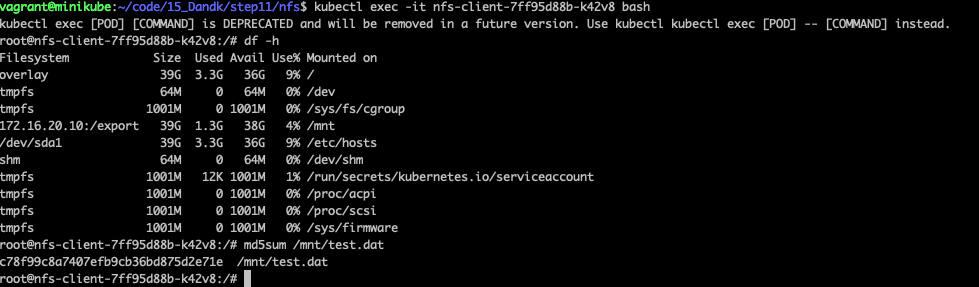 vagrant@minikube:~/code/15_Dandk/step11/nfs$ kubectl exec -it nfs-client-7ff95d88b-k42v8 bash
kubectl exec [POD] [COMMAND] is DEPRECATED and will be removed in a future version. Use kubectl kubectl exec [POD] -- [COMMAND] instead.
root@nfs-client-7ff95d88b-k42v8:/# df -h
Filesystem            Size  Used Avail Use% Mounted on
overlay                39G  3.3G   36G   9% /
tmpfs                  64M     0   64M   0% /dev
tmpfs                1001M     0 1001M   0% /sys/fs/cgroup
172.16.20.10:/export   39G  1.3G   38G   4% /mnt
/dev/sda1              39G  3.3G   36G   9% /etc/hosts
shm                    64M     0   64M   0% /dev/shm
tmpfs                1001M   12K 1001M   1% /run/secrets/kubernetes.io/serviceaccount
tmpfs                1001M     0 1001M   0% /proc/acpi
tmpfs                1001M     0 1001M   0% /proc/scsi
tmpfs                1001M     0 1001M   0% /sys/firmware
root@nfs-client-7ff95d88b-k42v8:/# md5sum /mnt/test.dat
c78f99c8a7407efb9cb36bd875d2e71e  /mnt/test.dat
root@nfs-client-7ff95d88b-k42v8:/#